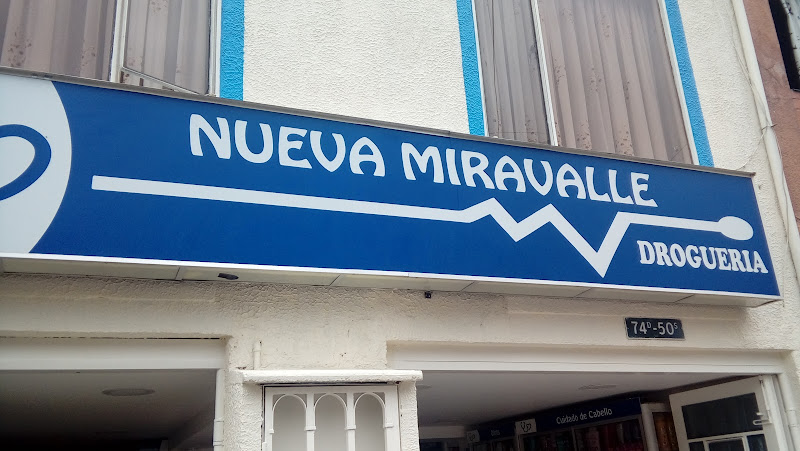 NUEVA MIRAVALLE
DROGUERIA
74D-50S
Cuidado de Cabello